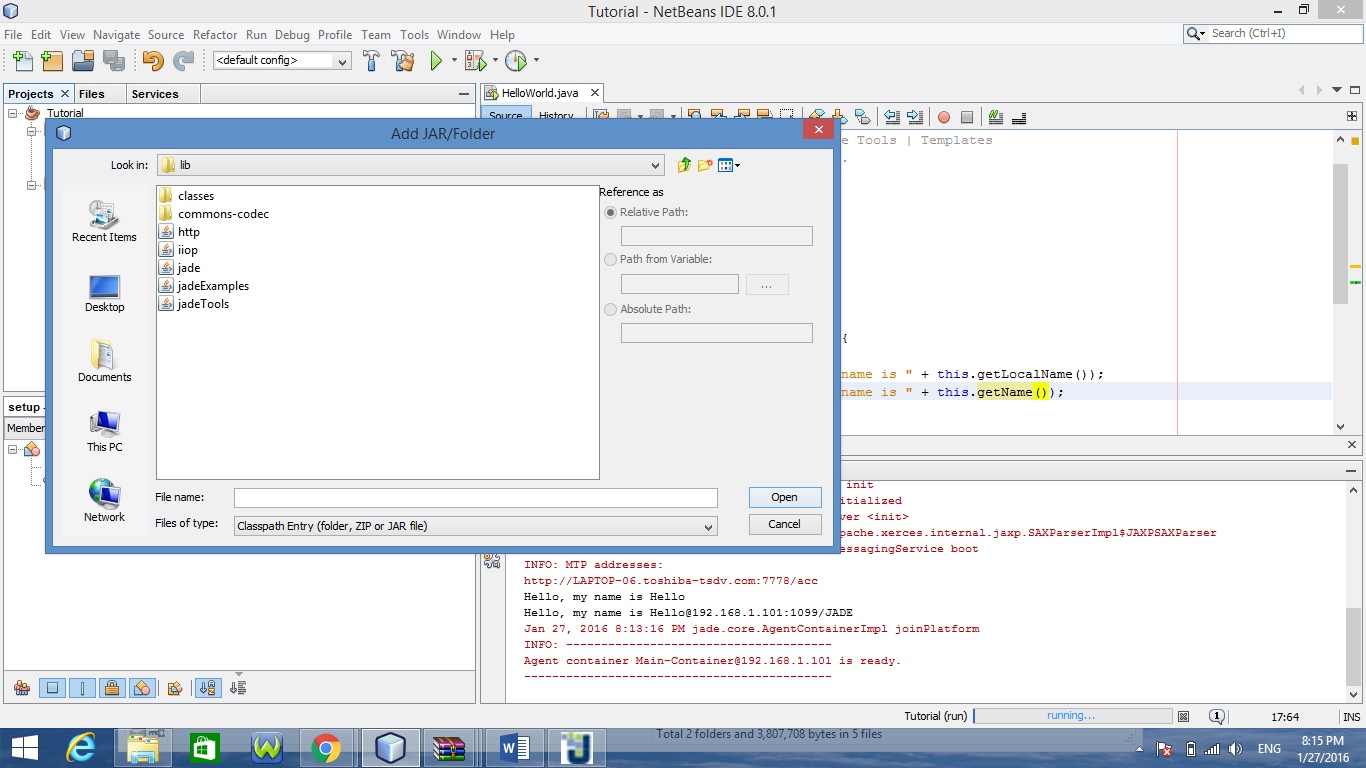 Tutorial - NetBeans IDE 8.0.1
File Edit View Navigate Source Refactor Run Debug Profile Team Tools Window Help
Search (Ctrl+I)
<default config>
Projects
Files
Services
HelloWorld.java
Tutorial
Source
History
Add JAR/Folder
Tools | Templates
Look in:
lib
classes
commons-codec
http
iiop
jade
jadeExamples
jadeTools
Recent Items
Desktop
Documents
This PC
Network
Reference as
Relative Path:
Path from Variable:
...
Absolute Path:
File name:
Open
Files of type:
Classpath Entry (folder, ZIP or JAR file)
Cancel
{
name is " + this.getLocalName());
name is " + this.getName());
setup
Member
init
itialized
ver <init>
pache.xerces.internal.jaxp.SAXParserImpl$JAXPSAXParser
essagingService boot
INFO: MTP addresses:
http://LAPTOP-06.toshiba-tsdv.com:7778/acc
Hello, my name is Hello
Hello, my name is Hello@192.168.1.101:1099/JADE
Jan 27, 2016 8:13:16 PM jade.core.AgentContainerImpl joinPlatform
INFO: --------------------------------------
Agent container Main-Container@192.168.1.101 is ready.
--------------------------------------------
Tutorial (run)
running...
1
17:64
INS
Total 2 folders and 3,807,708 bytes in 5 files
ENG
8:15 PM
1/27/2016